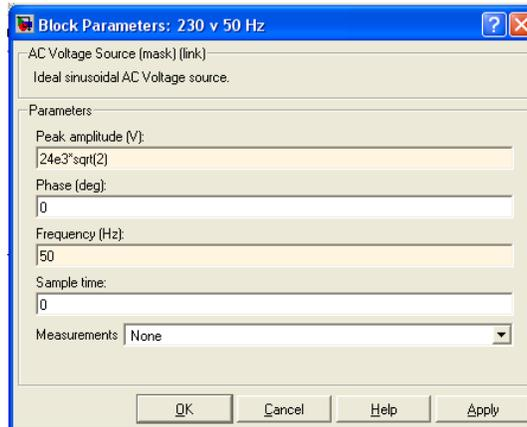 Block Parameters: 230 v 50 Hz
AC Voltage Source (mask) (link)
Ideal sinusoidal AC Voltage source.
Parameters
Peak amplitude (V):
24e3*sqrt(2)
Phase (deg):
0
Frequency (Hz):
50
Sample time:
0
Measurements None
OK Cancel Help Apply